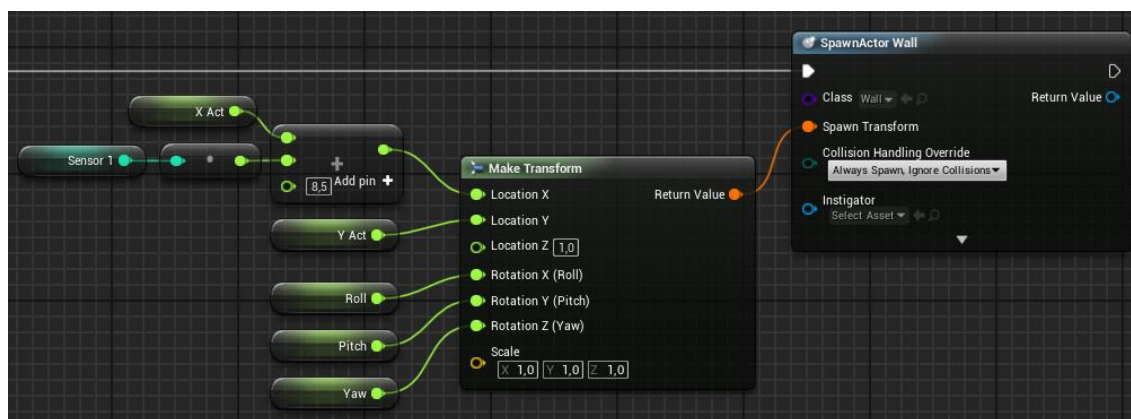 SpawnActor Wall
Class Wall
Return Value
Spawn Transform
Collision Handling Override
Always Spawn, Ignore Collisions
Instigator
Select Asset
X Act
Sensor 1
8,5 Add pin +
Make Transform
Location X
Return Value
Location Y
Location Z 1,0
Rotation X (Roll)
Rotation Y (Pitch)
Rotation Z (Yaw)
Scale
X 1,0 Y 1,0 Z 1,0
Y Act
Roll
Pitch
Yaw